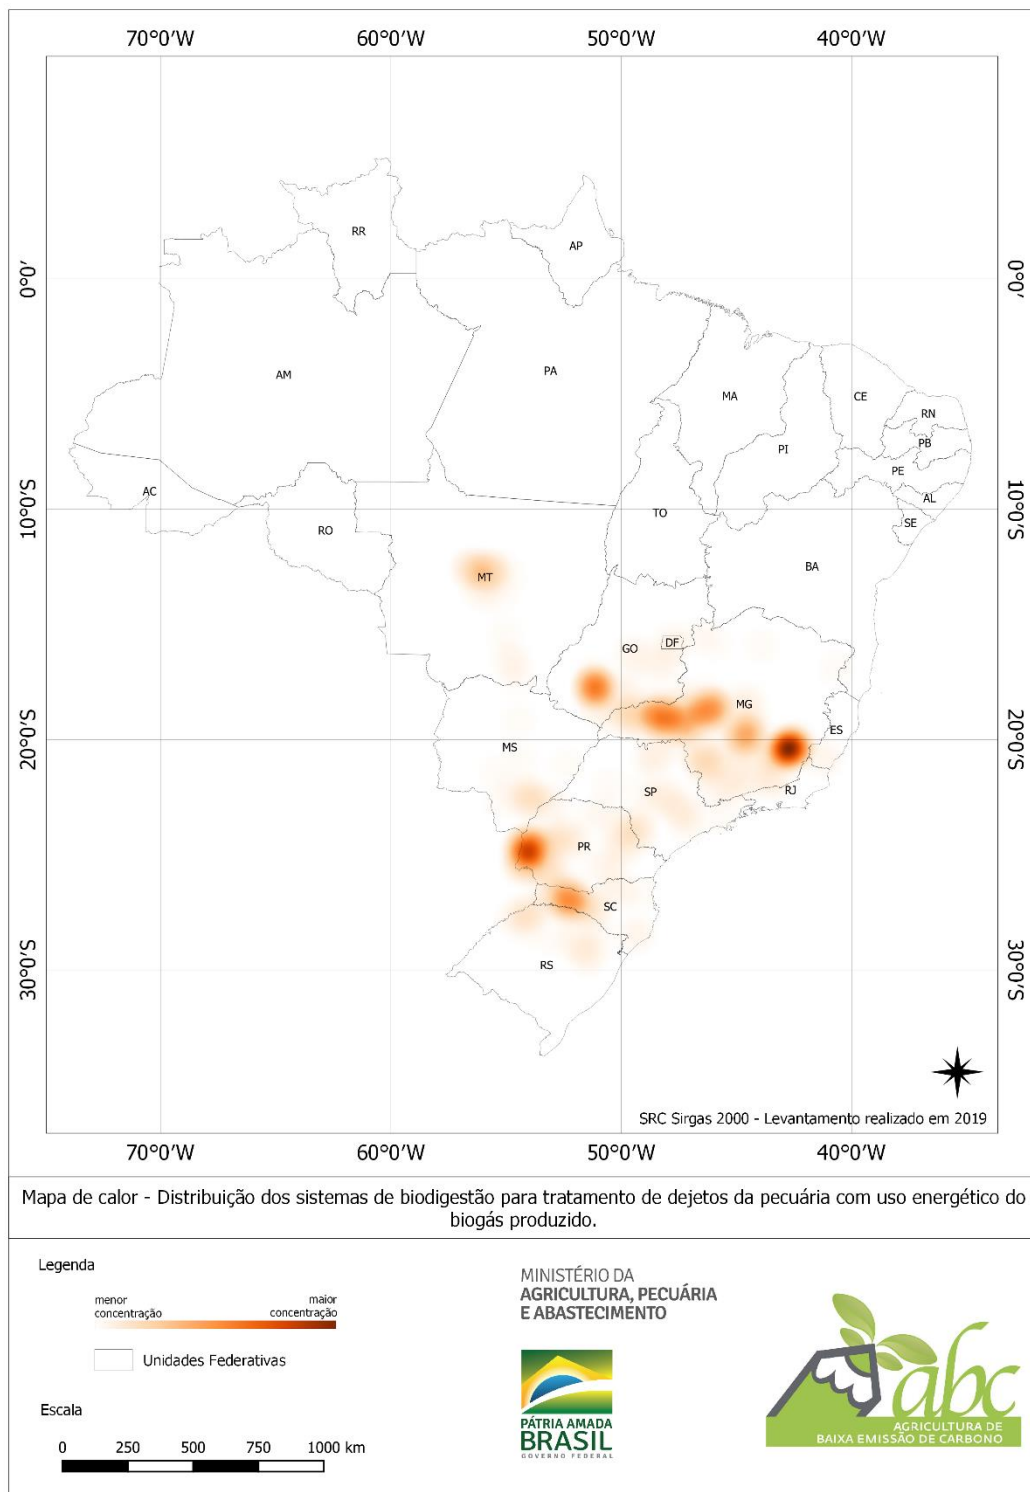 70°0′W 60°0′W 50°0′W 40°0′W
RR
AP
0°0′ 0°0′
AM
PA
MA
CE
RN
PB
PI
PE
AC
AL
10°0′S 10°0′S
TO
SE
RO
BA
MT
DF
GO
MG
ES
20°0′S 20°0′S
MS
RJ
SP
PR
SC
RS
30°0′S 30°0′S
SRC Sirgas 2000 - Levantamento realizado em 2019
70°0′W 60°0′W 50°0′W 40°0′W
Mapa de calor - Distribuição dos sistemas de biodigestão para tratamento de dejetos da pecuária com uso energético do
biogás produzido.
Legenda
menor maior
concentração concentração
Unidades Federativas
Escala
0 250 500 750 1000 km
MINISTÉRIO DA
AGRICULTURA, PECUÁRIA
E ABASTECIMENTO
PÁTRIA AMADA
BRASIL
GOVERNO FEDERAL
abc
AGRICULTURA DE
BAIXA EMISSÃO DE CARBONO